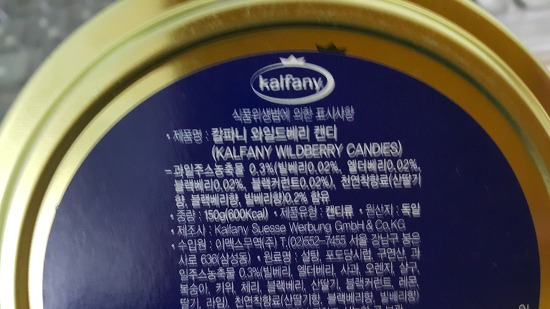 kalfany
식품위생법에 의한 표시사항
• 제품명 : 칼파니 와일드베리 캔디
(KALFANY WILDBERRY CANDIES)
과일주스농축물 0.3%(빌베리0.02%, 엘더베리0.02%,
블랙베리0.02%, 블랙커런트0.02%), 천연착향료(산딸기
향, 블랙베리향, 빌베리향)0.2% 함유
• 중량 : 150g(600Kcal) • 제품유형 : 캔디류 • 원산지 : 독일
• 제조사 : Kalfany Suesse Werbung GmbH & Co.KG
• 수입원 : 이맥스무역(주) T.(02)552-7455 서울 강남구 봉은
사로 636(삼성동) • 원료명 : 설탕, 포도당시럽, 구연산, 과
일주스농축물 0.3%(빌베리, 엘더베리, 사과, 오렌지, 살구,
복숭아, 키위, 체리, 블랙베리, 산딸기, 블랙커런트, 레몬,
딸기, 라임), 천연착향료(산딸기향, 블랙베리향, 빌베리향)